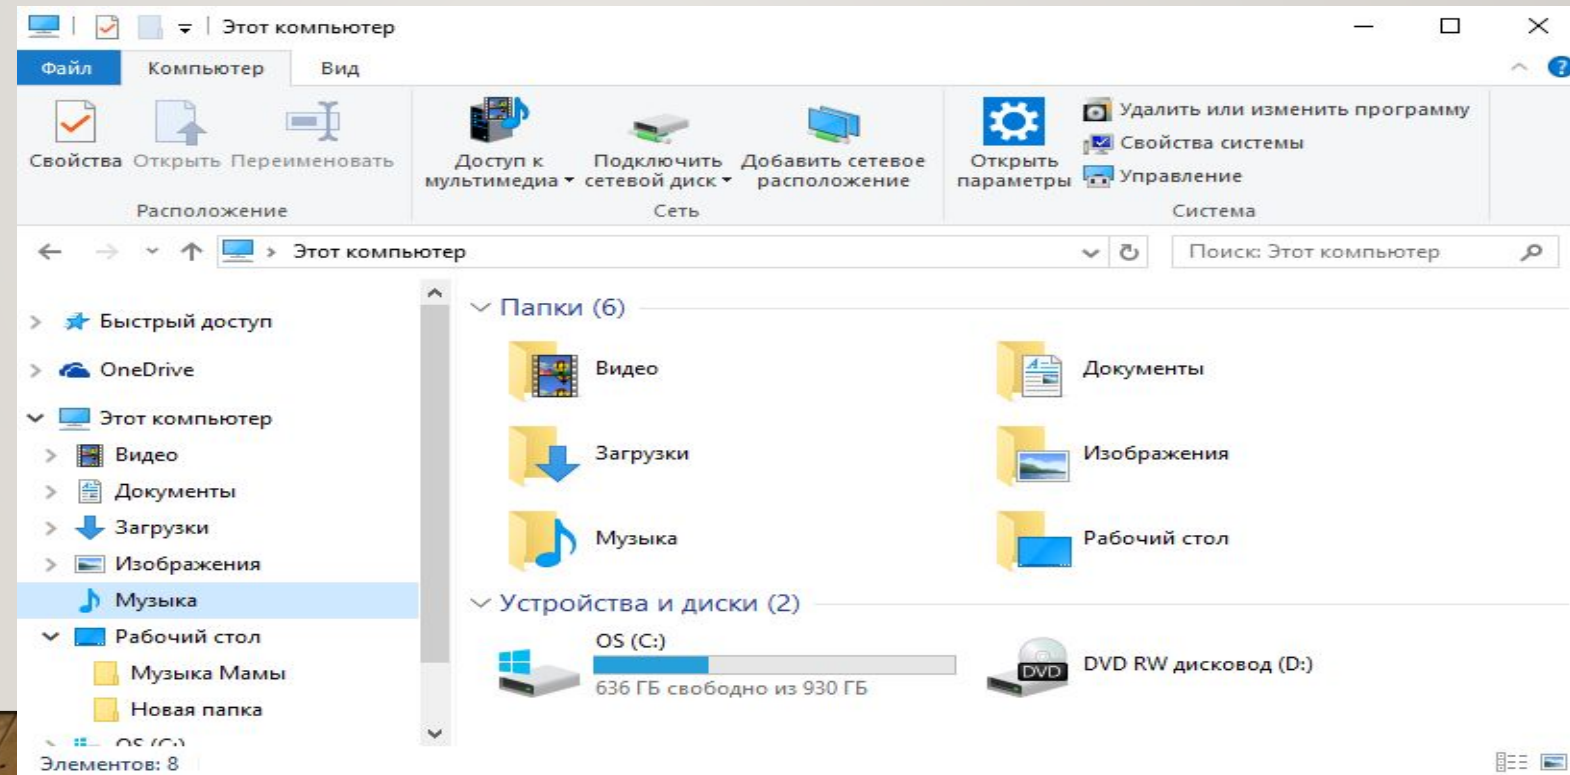 Этот компьютер
Файл Компьютер Вид
Свойства Открыть Переименовать
Доступ к мультимедиа
Подключить сетевой диск
Добавить сетевое расположение
Открыть параметры
Удалить или изменить программу
Свойства системы
Управление
Расположение Сеть Система
Этот компьютер
Поиск: Этот компьютер
Быстрый доступ
OneDrive
Этот компьютер
Видео
Документы
Загрузки
Изображения
Музыка
Рабочий стол
Музыка Мамы
Новая папка
OS (C:)
Папки (6)
Видео
Документы
Загрузки
Изображения
Музыка
Рабочий стол
Устройства и диски (2)
OS (C:)
636 ГБ свободно из 930 ГБ
DVD
DVD RW дисковод (D:)
Элементов: 8